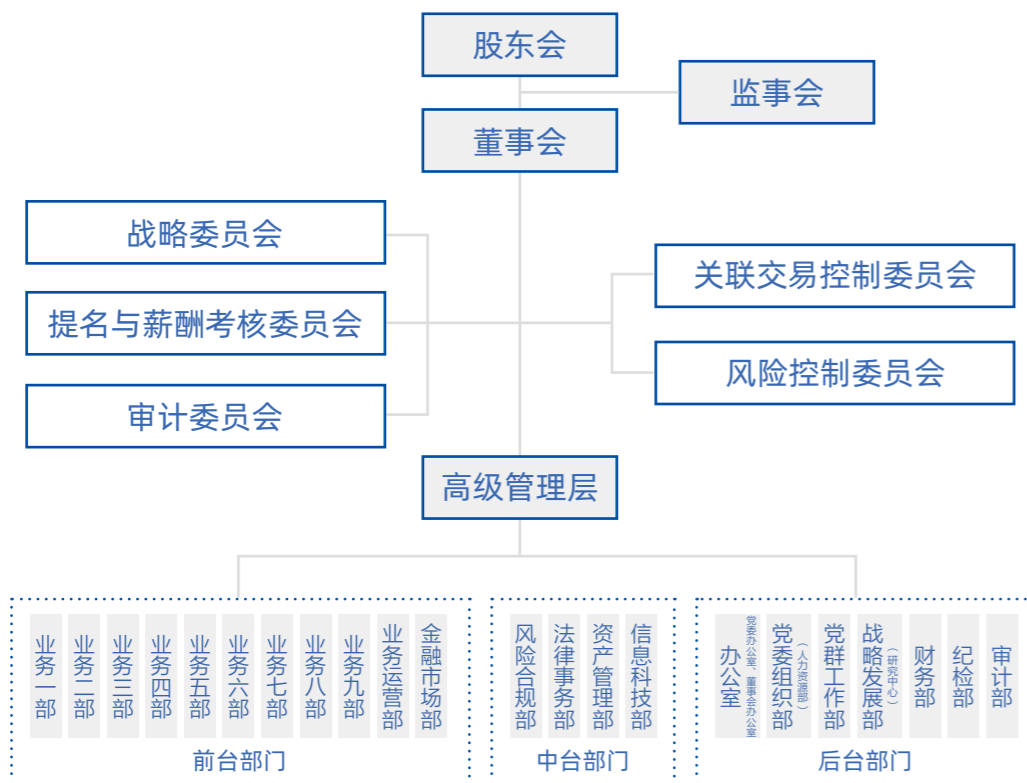 股东会
监事会
董事会
战略委员会
关联交易控制委员会
提名与薪酬考核委员会
风险控制委员会
审计委员会
高级管理层
业务一部
业务二部
业务三部
业务四部
业务五部
业务六部
业务七部
业务八部
业务九部
业务运营部
金融市场部
前台部门
风险合规部
法律事务部
资产管理部
信息科技部
中台部门
办公室
党委办公室、董事会办公室
党委组织部
（人力资源部）
党群工作部
战略发展部
（研究中心）
财务部
纪检部
审计部
后台部门